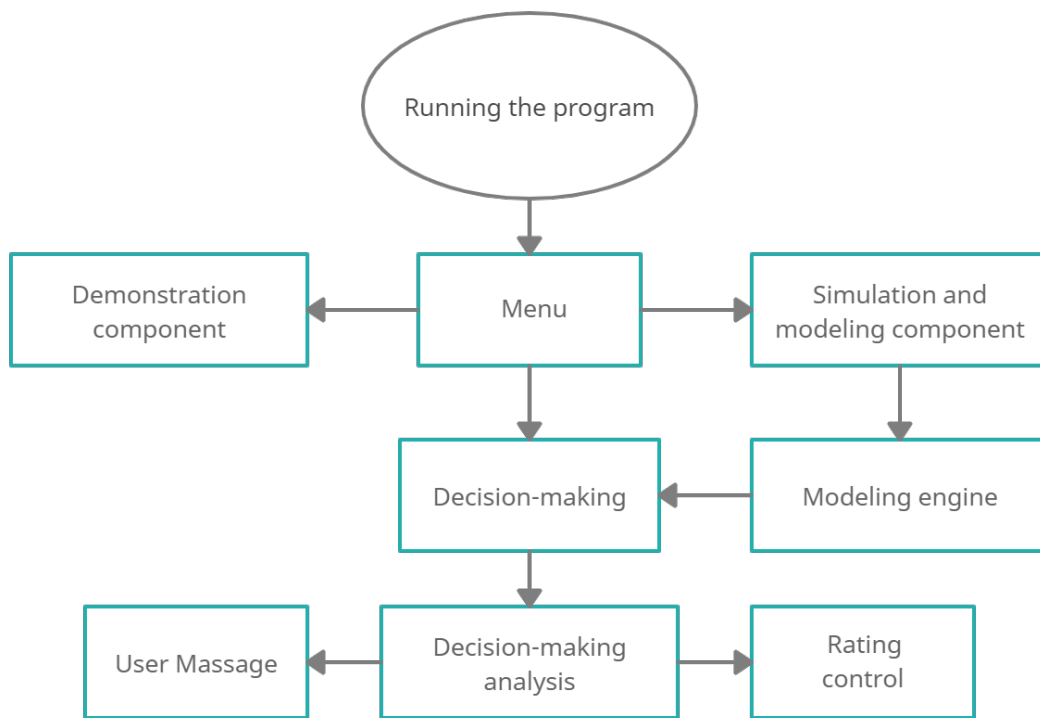 Running the program
Demonstration
component
Menu
Simulation and
modeling component
Decision-making
Modeling engine
User Massage
Decision-making
analysis
Rating
control